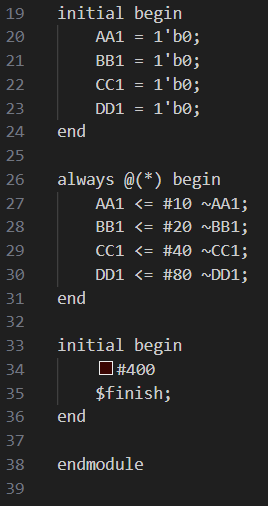 19 initial begin
20     AA1 = 1'b0;
21     BB1 = 1'b0;
22     CC1 = 1'b0;
23     DD1 = 1'b0;
24 end
25
26 always @(*) begin
27     AA1 <= #10 ~AA1;
28     BB1 <= #20 ~BB1;
29     CC1 <= #40 ~CC1;
30     DD1 <= #80 ~DD1;
31 end
32
33 initial begin
34     #400
35     $finish;
36 end
37
38 endmodule
39